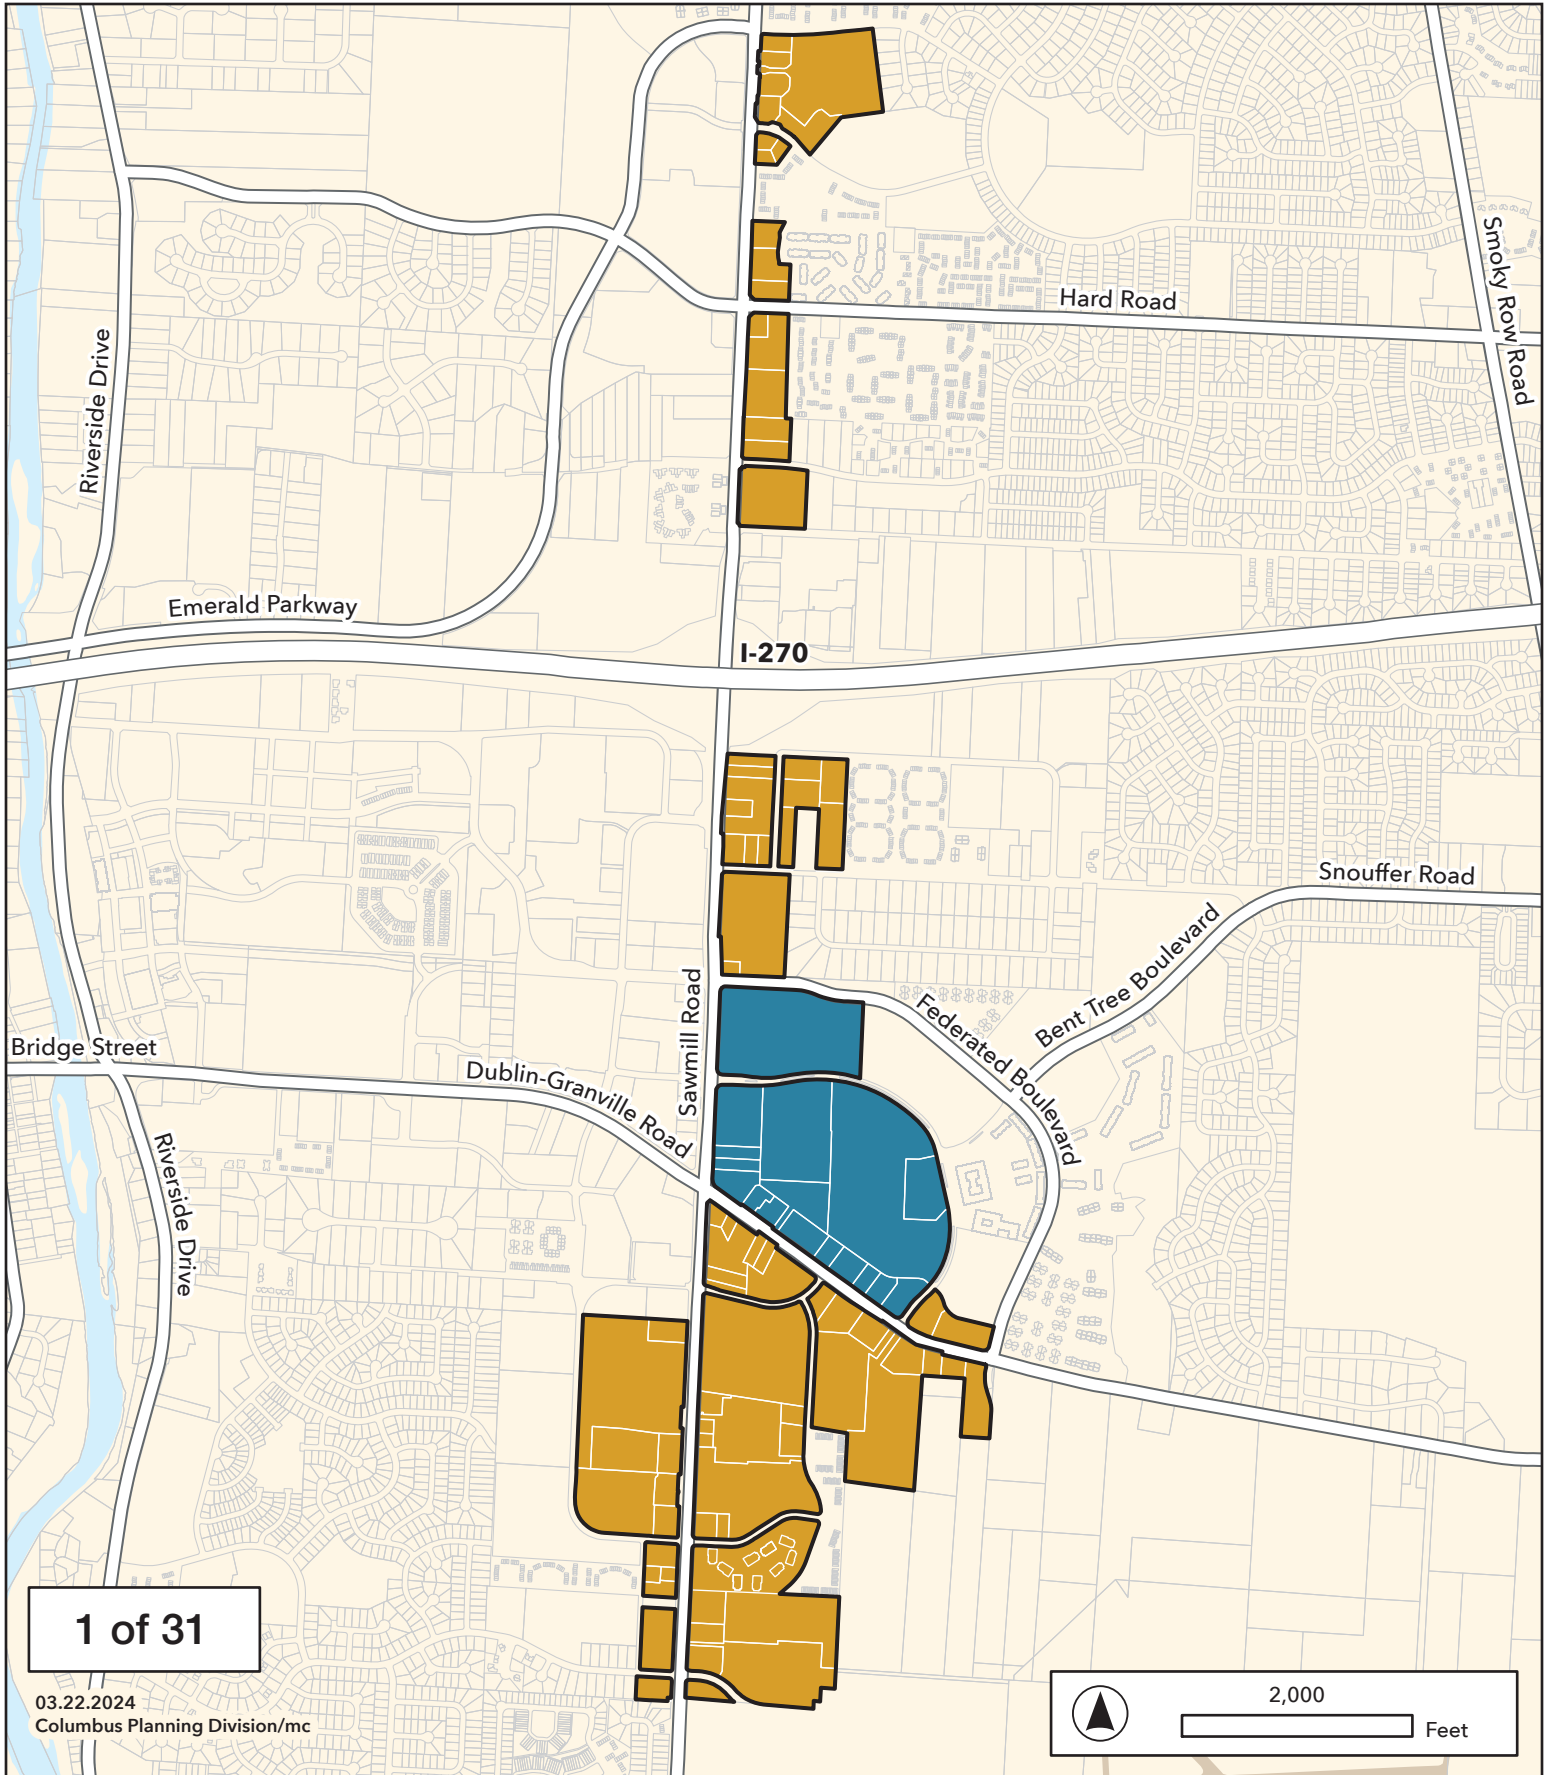 Smoky Row Road
Hard Road
Riverside Drive
Emerald Parkway
I-270
Snouffer Road
Bent Tree Boulevard
Federated Boulevard
Sawmill Road
Bridge Street
Dublin-Granville Road
Riverside Drive
1 of 31
03.22.2024
Columbus Planning Division/mc
2,000
Feet